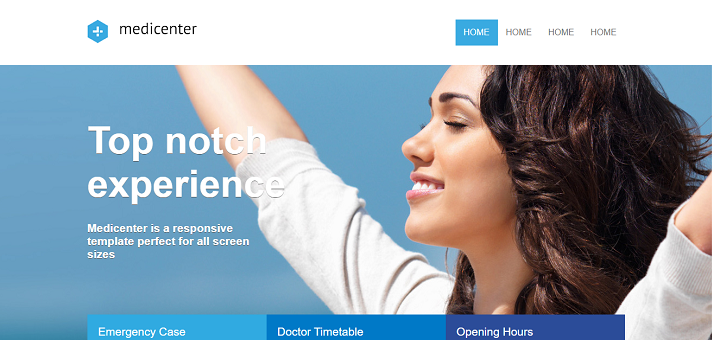 medicenter
HOME HOME HOME HOME
Top notch
experience
Medicenter is a responsive
template perfect for all screen
sizes
Emergency Case Doctor Timetable Opening Hours